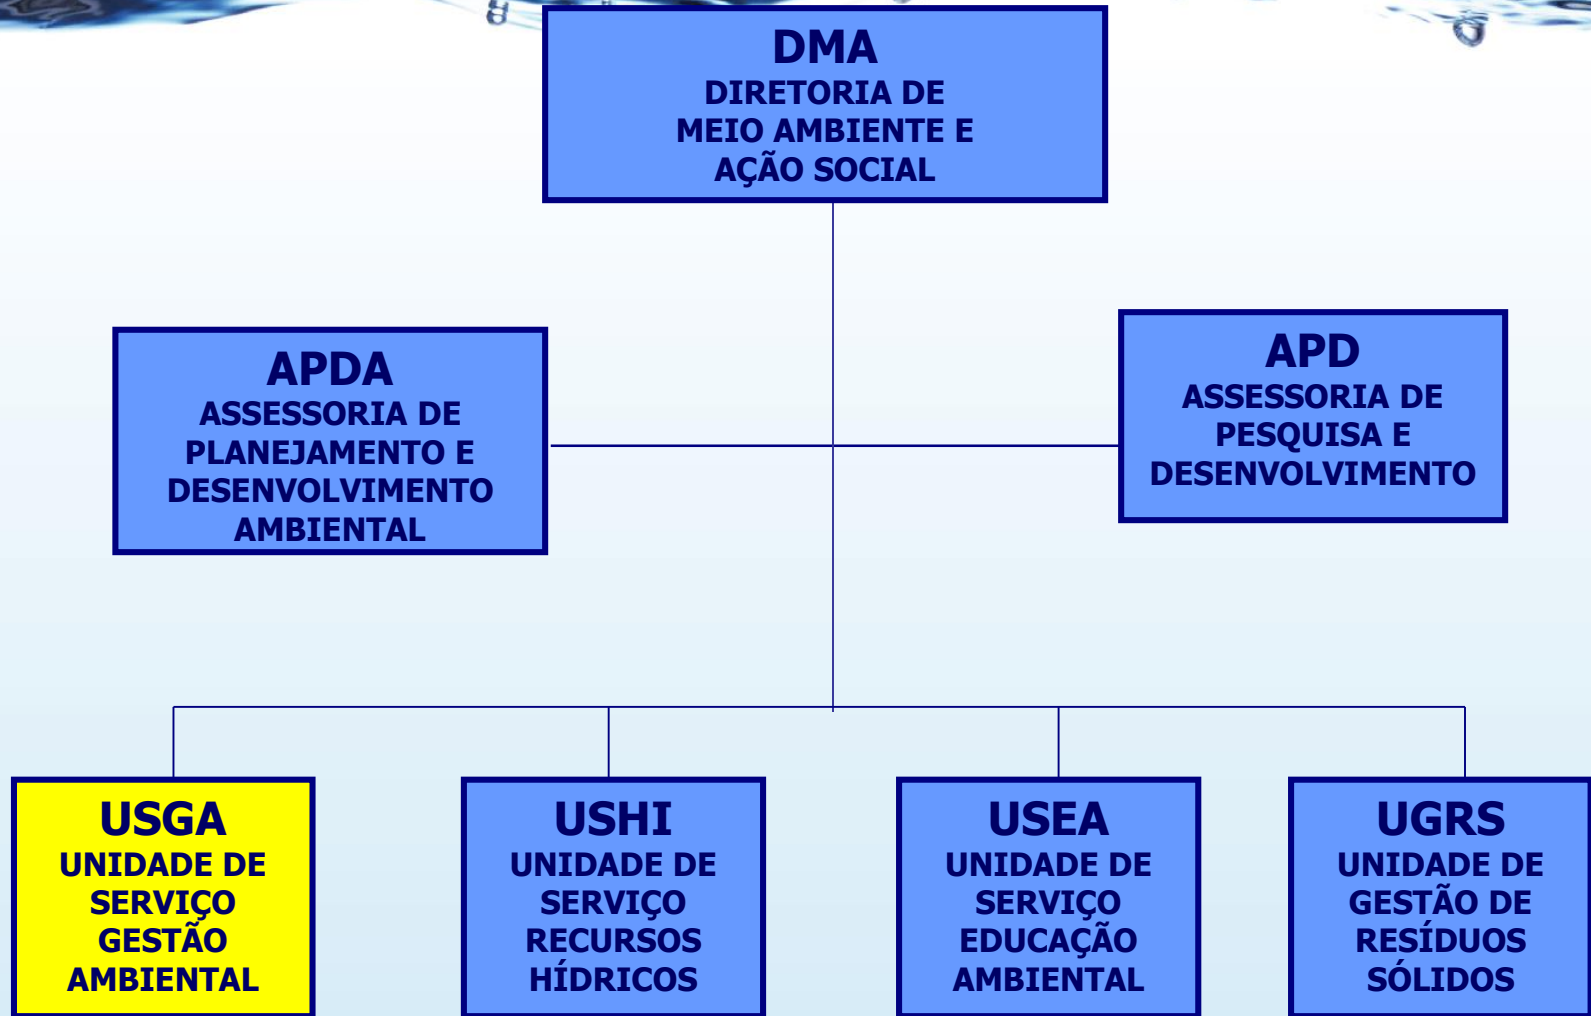 DMA
DIRETORIA DE
MEIO AMBIENTE E
AÇÃO SOCIAL
APDA
ASSESSORIA DE
PLANEJAMENTO E
DESENVOLVIMENTO
AMBIENTAL
APD
ASSESSORIA DE
PESQUISA E
DESENVOLVIMENTO
USGA
UNIDADE DE
SERVIÇO
GESTÃO
AMBIENTAL
USHI
UNIDADE DE
SERVIÇO
RECURSOS
HÍDRICOS
USEA
UNIDADE DE
SERVIÇO
EDUCAÇÃO
AMBIENTAL
UGRS
UNIDADE DE
GESTÃO DE
RESÍDUOS
SÓLIDOS